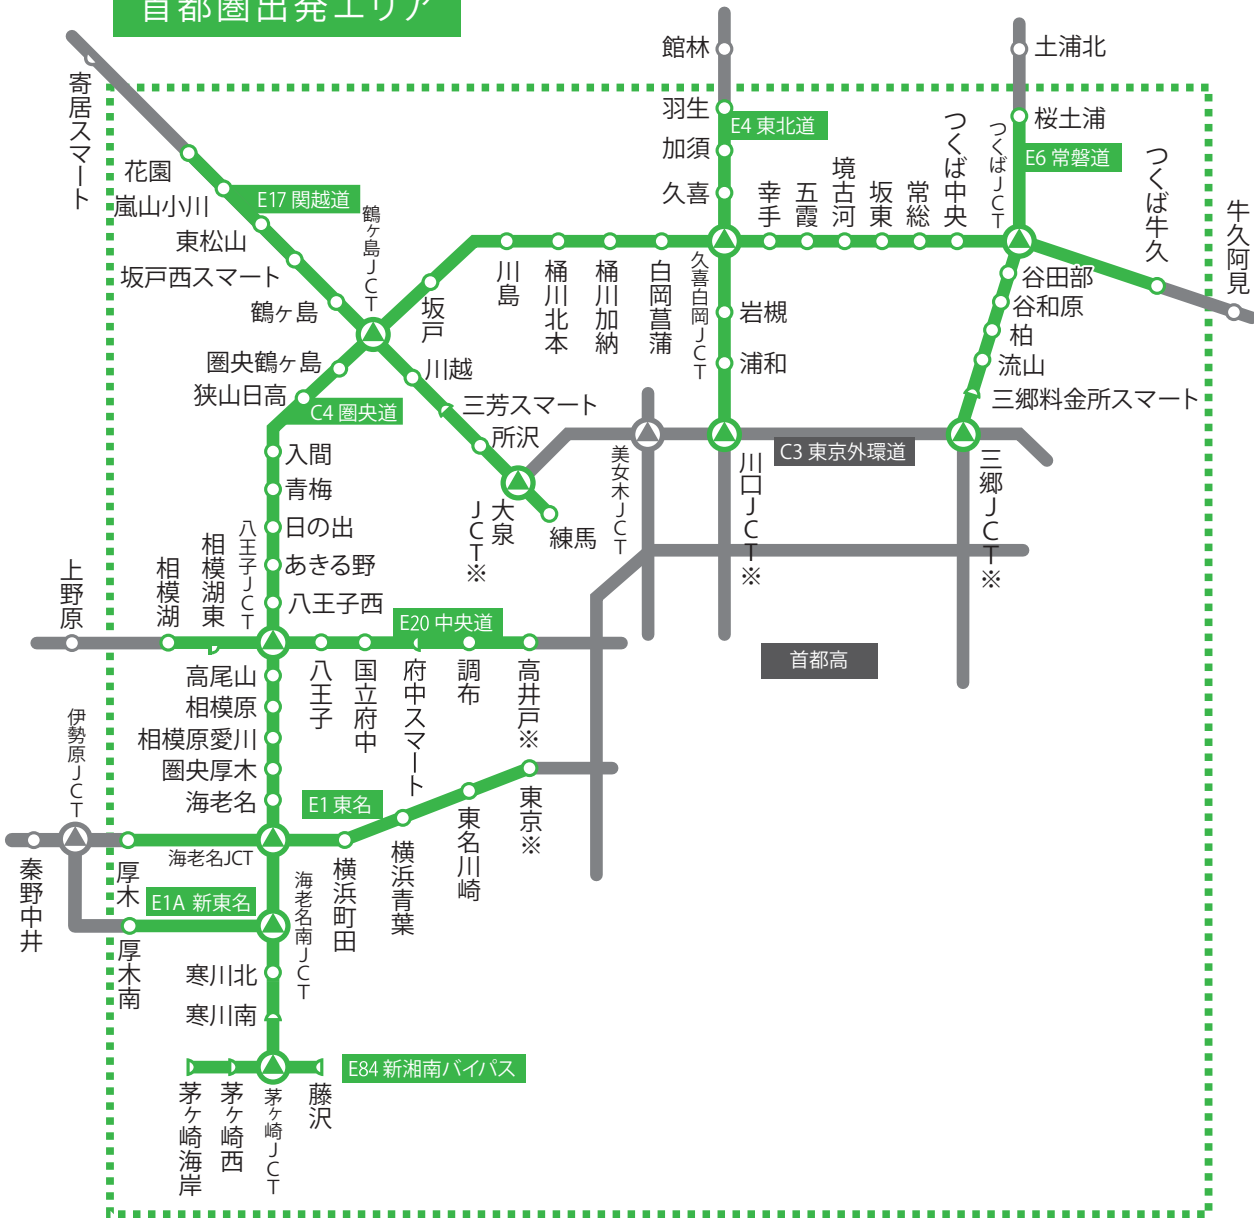 首都圏出発エリア
館林
土浦北
寄居スマート
羽生
E4 東北道
加須
久喜
桜土浦
E6 常磐道
つくばJCT
つくば中央
つくば牛久
牛久阿見
花園
嵐山小川
E17 関越道
東松山
坂戸西スマート
鶴ヶ島
鶴ヶ島JCT
幸手
五霞
境古河
坂東
常総
坂戸
川島
桶川北本
桶川加納
白岡菖蒲
久喜白岡JCT
岩槻
浦和
谷田部
谷和原
柏
流山
三郷料金所スマート
圏央鶴ヶ島
狭山日高
C4 圏央道
川越
三芳スマート
所沢
大泉JCT※
練馬
美女木JCT
川口JCT※
C3 東京外環道
三郷JCT※
首都高
入間
青梅
日の出
あきる野
八王子西
八王子JCT
上野原
相模湖
相模湖東
E20 中央道
八王子
国立府中
府中スマート
調布
高井戸※
高尾山
相模原
相模原愛川
圏央厚木
海老名
伊勢原JCT
E1 東名
秦野中井
厚木
海老名JCT
横浜町田
横浜青葉
東名川崎
東京※
E1A 新東名
厚木南
海老名南JCT
寒川北
寒川南
E84 新湘南バイパス
茅ヶ崎海岸
茅ヶ崎西
茅ヶ崎JCT
藤沢